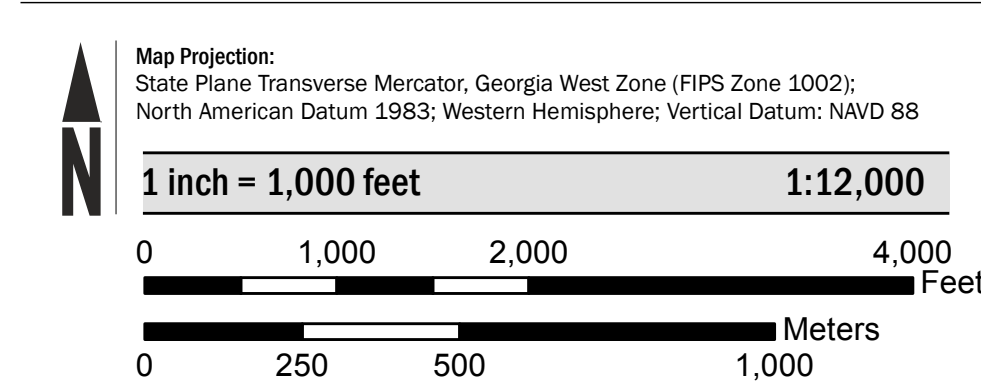 Map Projection:
State Plane Transverse Mercator, Georgia West Zone (FIPS Zone 1002);
North American Datum 1983; Western Hemisphere; Vertical Datum: NAVD 88
N
1 inch = 1,000 feet 1:12,000
0 1,000 2,000 4,000
Feet
Meters
0 250 500 1,000